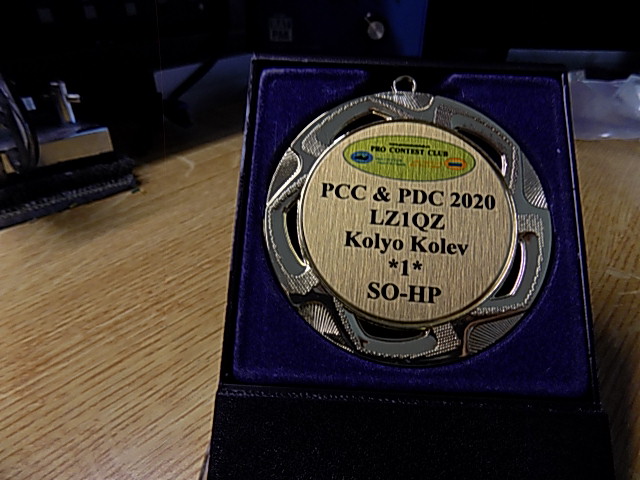 PRO CONTEST CLUB
PCC & PDC 2020
LZ1QZ
Kolyo Kolev
*1*
SO-HP